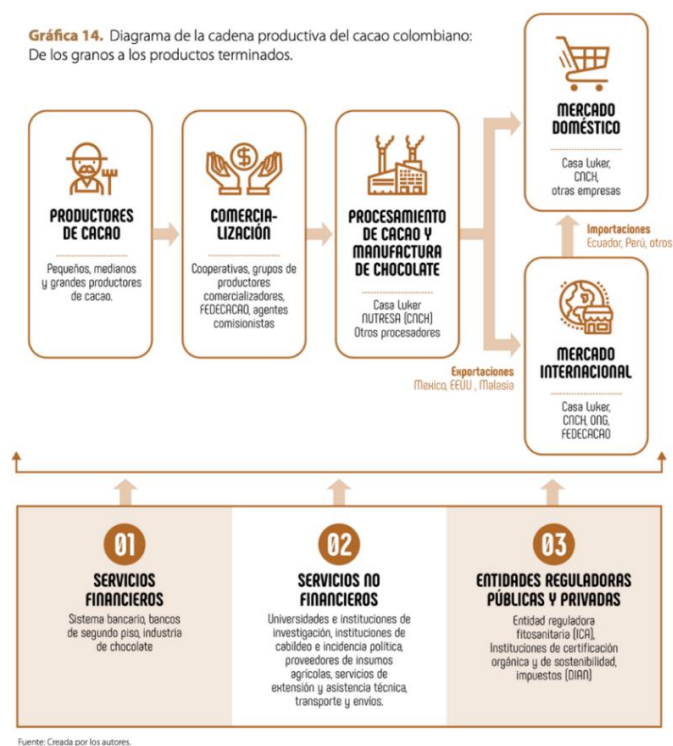 Gráfica 14. Diagrama de la cadena productiva del cacao colombiano:
De los granos a los productos terminados.
PRODUCTORES
DE CACAO
Pequeños, medianos
y grandes productores
de cacao.
COMERCIA-
LIZACIÓN
Cooperativas, grupos de
productores
comercializadores,
FEDECACAO, agentes
comisionistas
PROCESAMIENTO
DE CACAO Y
MANUFACTURA
DE CHOCOLATE
Casa Luker
NUTRESA (CNCH)
Otros procesadores
MERCADO
DOMÉSTICO
Casa Luker,
CNCH,
otras empresas
Importaciones
Ecuador, Perú, otros
Exportaciones
Mexico, EEUU , Malasia
MERCADO
INTERNACIONAL
Casa Luker,
CNCH, ONG,
FEDECACAO
01
SERVICIOS
FINANCIEROS
Sistema bancario, bancos
de segundo piso, industria
de chocolate
02
SERVICIOS NO
FINANCIEROS
Universidades e instituciones de
investigación, instituciones de
cabildeo e incidencia política,
proveedores de insumos
agrícolas, servicios de
extensión y asistencia técnica,
transporte y envíos.
03
ENTIDADES REGULADORAS
PÚBLICAS Y PRIVADAS
Entidad reguladora
fitosanitaria (ICA),
Instituciones de certificación
orgánica y de sostenibilidad,
impuestos (DIAN)
Fuente: Creada por los autores.